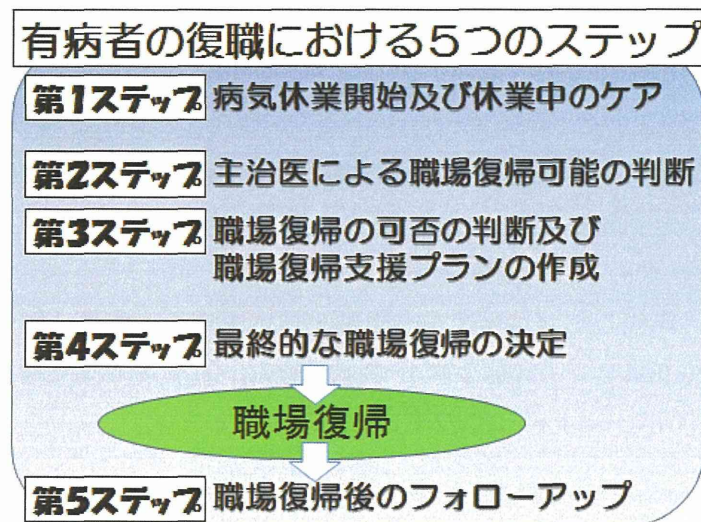 有病者の復職における5つのステップ
第1ステップ 病気休業開始及び休業中のケア
第2ステップ 主治医による職場復帰可能の判断
第3ステップ 職場復帰の可否の判断及び
職場復帰支援プランの作成
第4ステップ 最終的な職場復帰の決定
職場復帰
第5ステップ 職場復帰後のフォローアップ